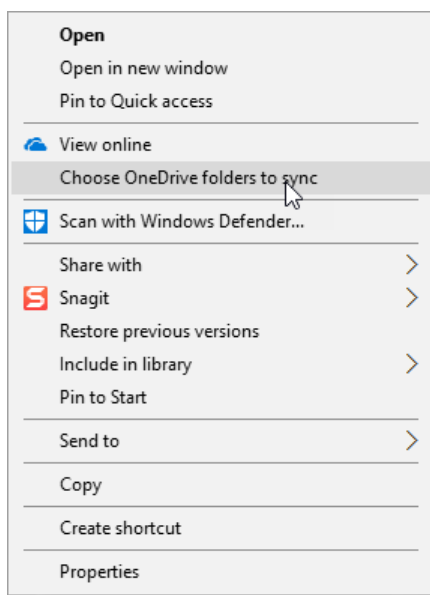 Open
Open in new window
Pin to Quick access
View online
Choose OneDrive folders to sync
Scan with Windows Defender...
Share with
Snagit
Restore previous versions
Include in library
Pin to Start
Send to
Copy
Create shortcut
Properties